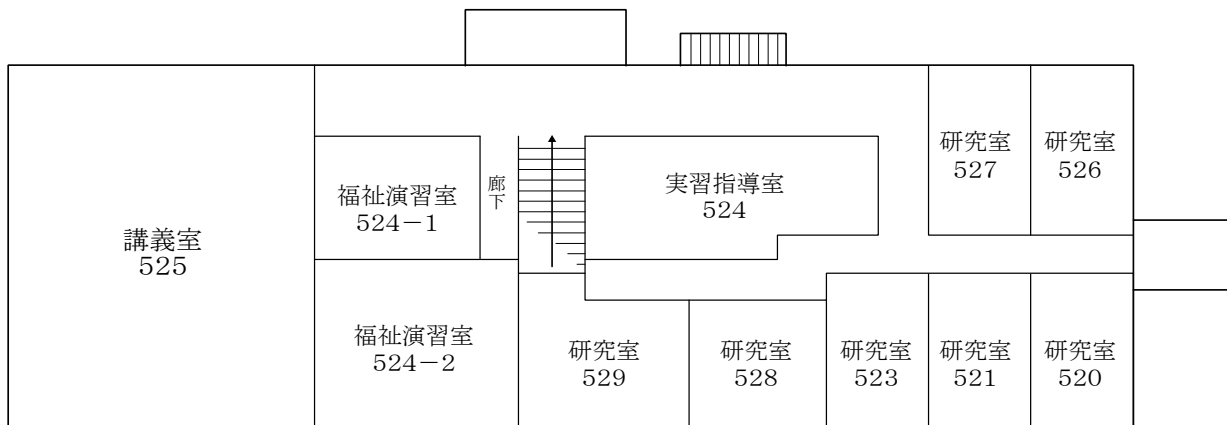 講義室
525
福祉演習室
524－1
廊下
福祉演習室
524－2
実習指導室
524
研究室
527
研究室
526
研究室
529
研究室
528
研究室
523
研究室
521
研究室
520